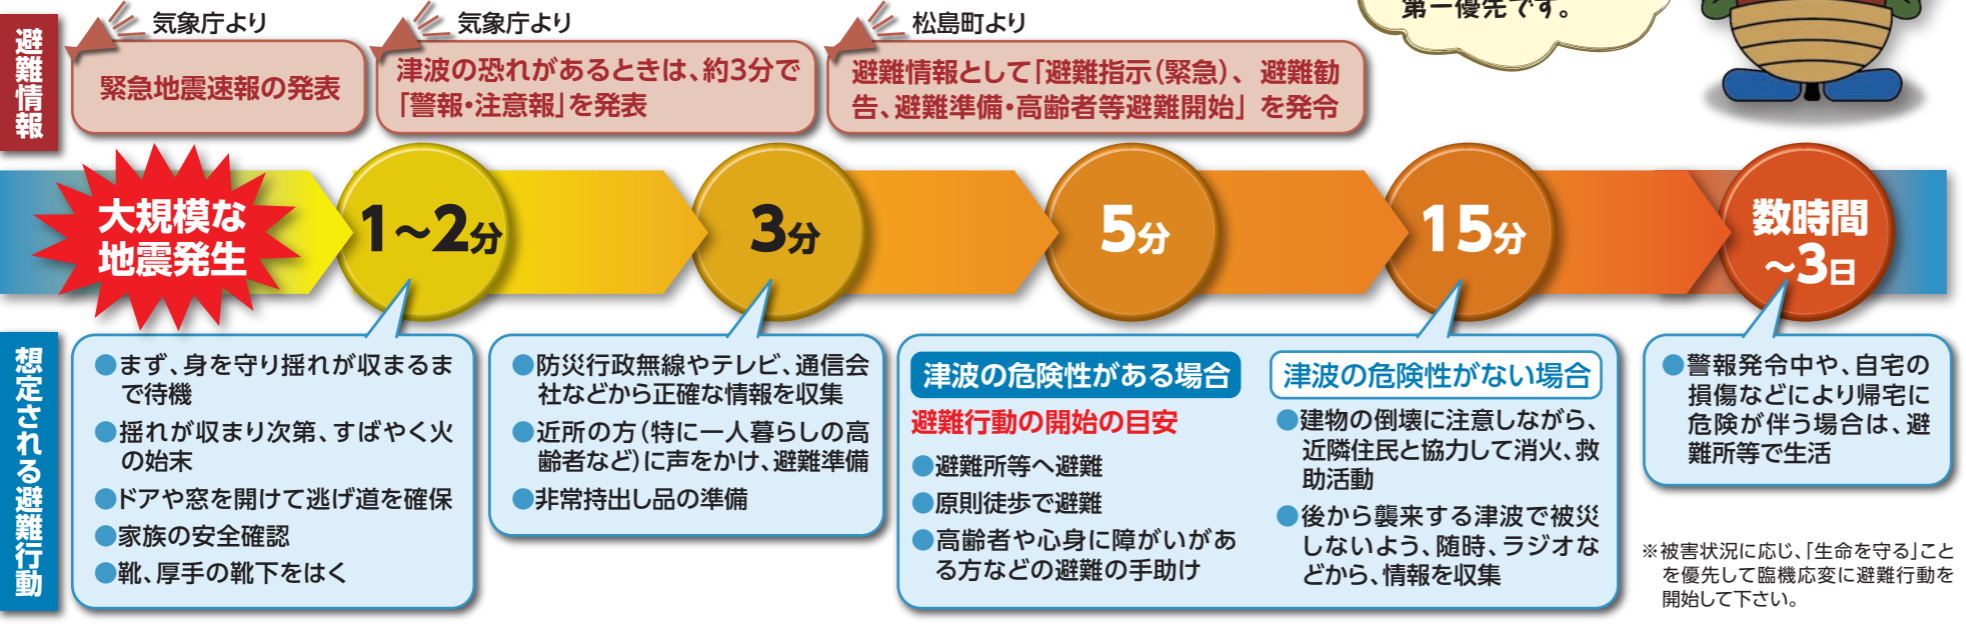 第一優先です。
避難情報
気象庁より
緊急地震速報の発表
気象庁より
津波の恐れがあるときは、約3分で
「警報・注意報」を発表
松島町より
避難情報として「避難指示(緊急)、避難勧
告、避難準備・高齢者等避難開始」を発令
大規模な
地震発生
1～2分
3分
5分
15分
数時間
～3日
想定される避難行動
●まず、身を守り揺れが収まるま
で待機
●揺れが収まり次第、すばやく火
の始末
●ドアや窓を開けて逃げ道を確保
●家族の安全確認
●靴、厚手の靴下をはく
●防災行政無線やテレビ、通信会
社などから正確な情報を収集
●近所の方(特に一人暮らしの高
齢者など)に声をかけ、避難準備
●非常持出し品の準備
津波の危険性がある場合
避難行動の開始の目安
●避難所等へ避難
●原則徒歩で避難
●高齢者や心身に障がいがあ
る方などの避難の手助け
津波の危険性がない場合
●建物の倒壊に注意しながら、
近隣住民と協力して消火、救
助活動
●後から襲来する津波で被災
しないよう、随時、ラジオな
どから、情報を収集
●警報発令中や、自宅の
損傷などにより帰宅に
危険が伴う場合は、避
難所等で生活
※被害状況に応じ、「生命を守る」こと
を優先して臨機応変に避難行動を
開始して下さい。